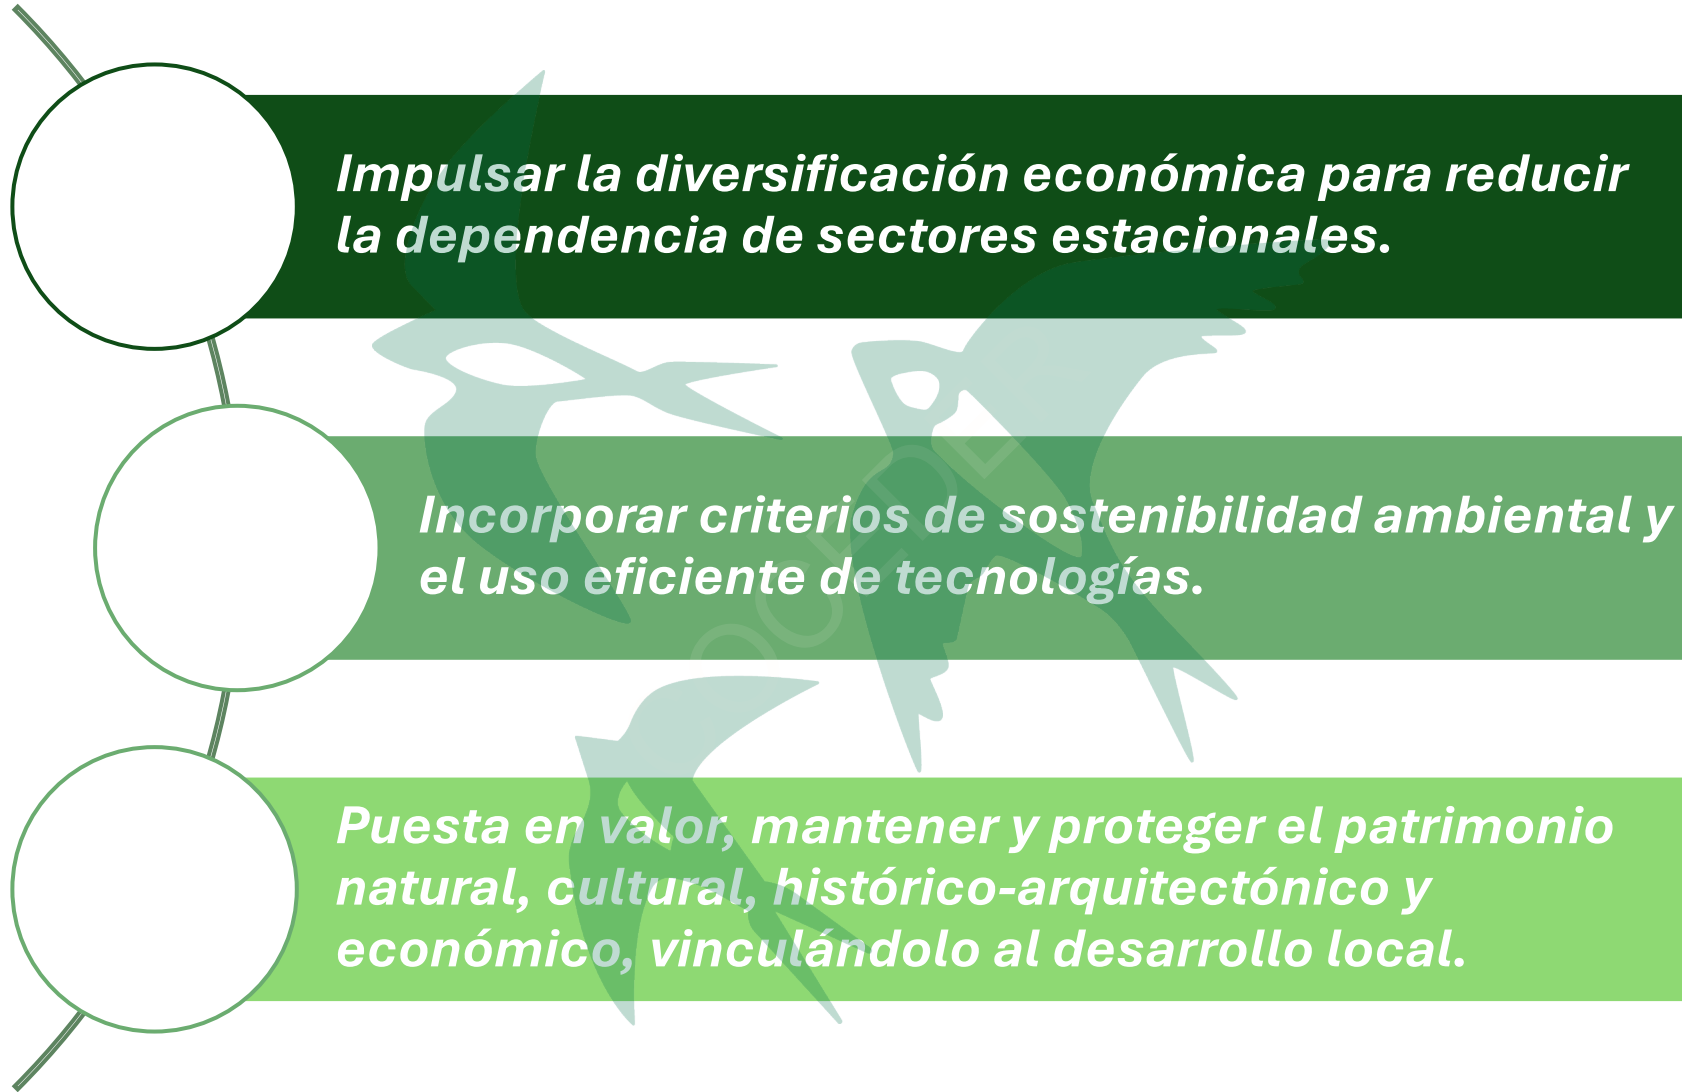 Impulsar la diversificación económica para reducir
la dependencia de sectores estacionales.
Incorporar criterios de sostenibilidad ambiental y
el uso eficiente de tecnologías.
Puesta en valor, mantener y proteger el patrimonio
natural, cultural, histórico-arquitectónico y
económico, vinculándolo al desarrollo local.